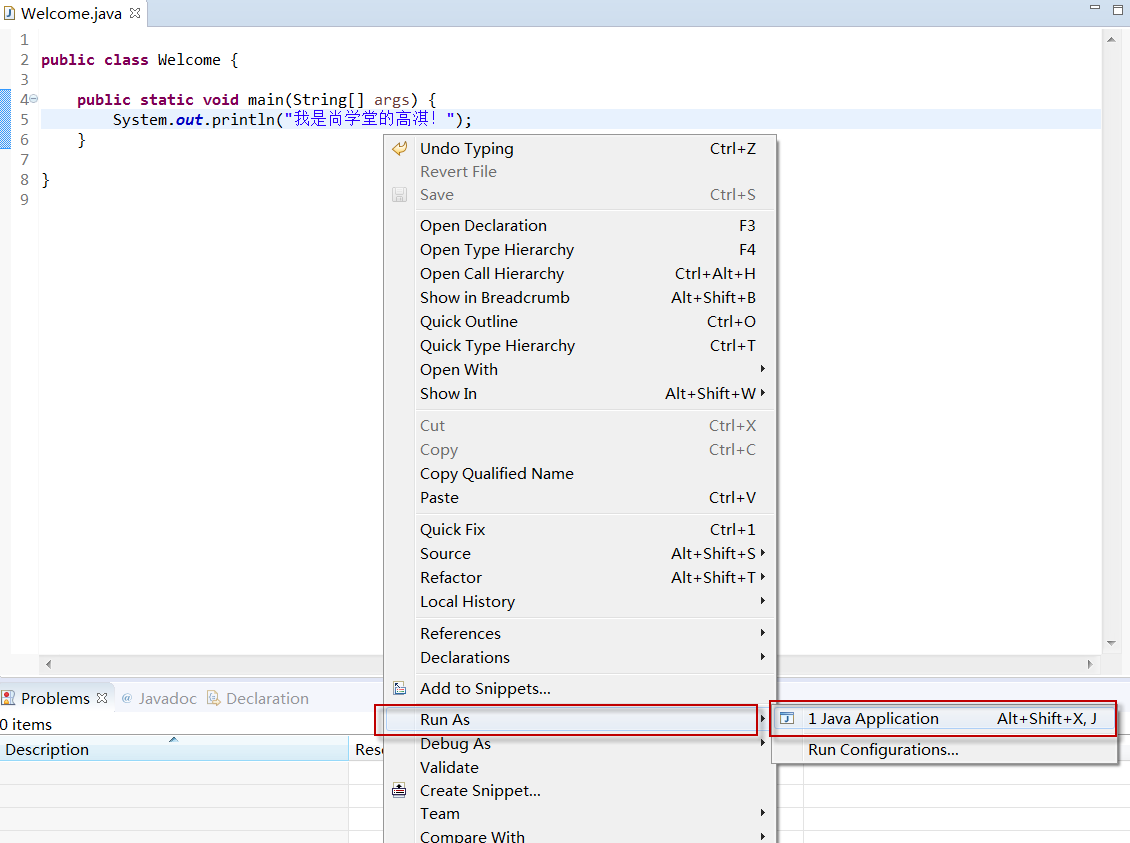 Welcome.java
1
2 public class Welcome {
3
4 public static void main(String[] args) {
5 System.out.println("我是尚学堂的高淇！");
6 }
7
8 }
9
Undo Typing Ctrl+Z
Revert File
Save Ctrl+S
Open Declaration F3
Open Type Hierarchy F4
Open Call Hierarchy Ctrl+Alt+H
Show in Breadcrumb Alt+Shift+B
Quick Outline Ctrl+O
Quick Type Hierarchy Ctrl+T
Open With
Show In Alt+Shift+W
Cut Ctrl+X
Copy Ctrl+C
Copy Qualified Name
Paste Ctrl+V
Quick Fix Ctrl+1
Source Alt+Shift+S
Refactor Alt+Shift+T
Local History
References
Declarations
Add to Snippets...
Run As
Debug As
Validate
Create Snippet...
Team
Compare With
1 Java Application Alt+Shift+X, J
Run Configurations...
Problems @ Javadoc Declaration
0 items
Description Reso